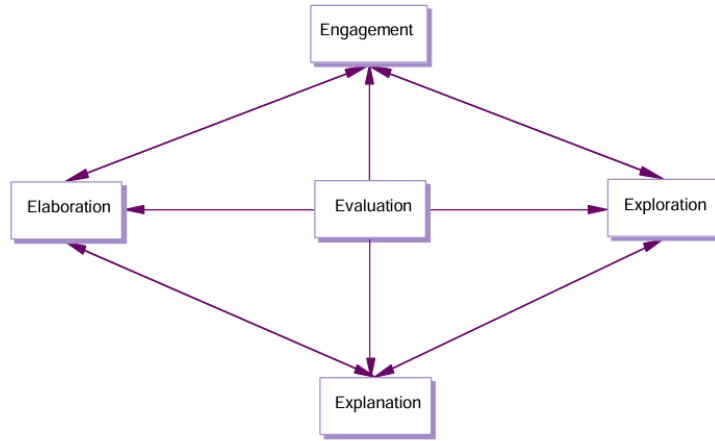 Engagement
Elaboration
Evaluation
Exploration
Explanation